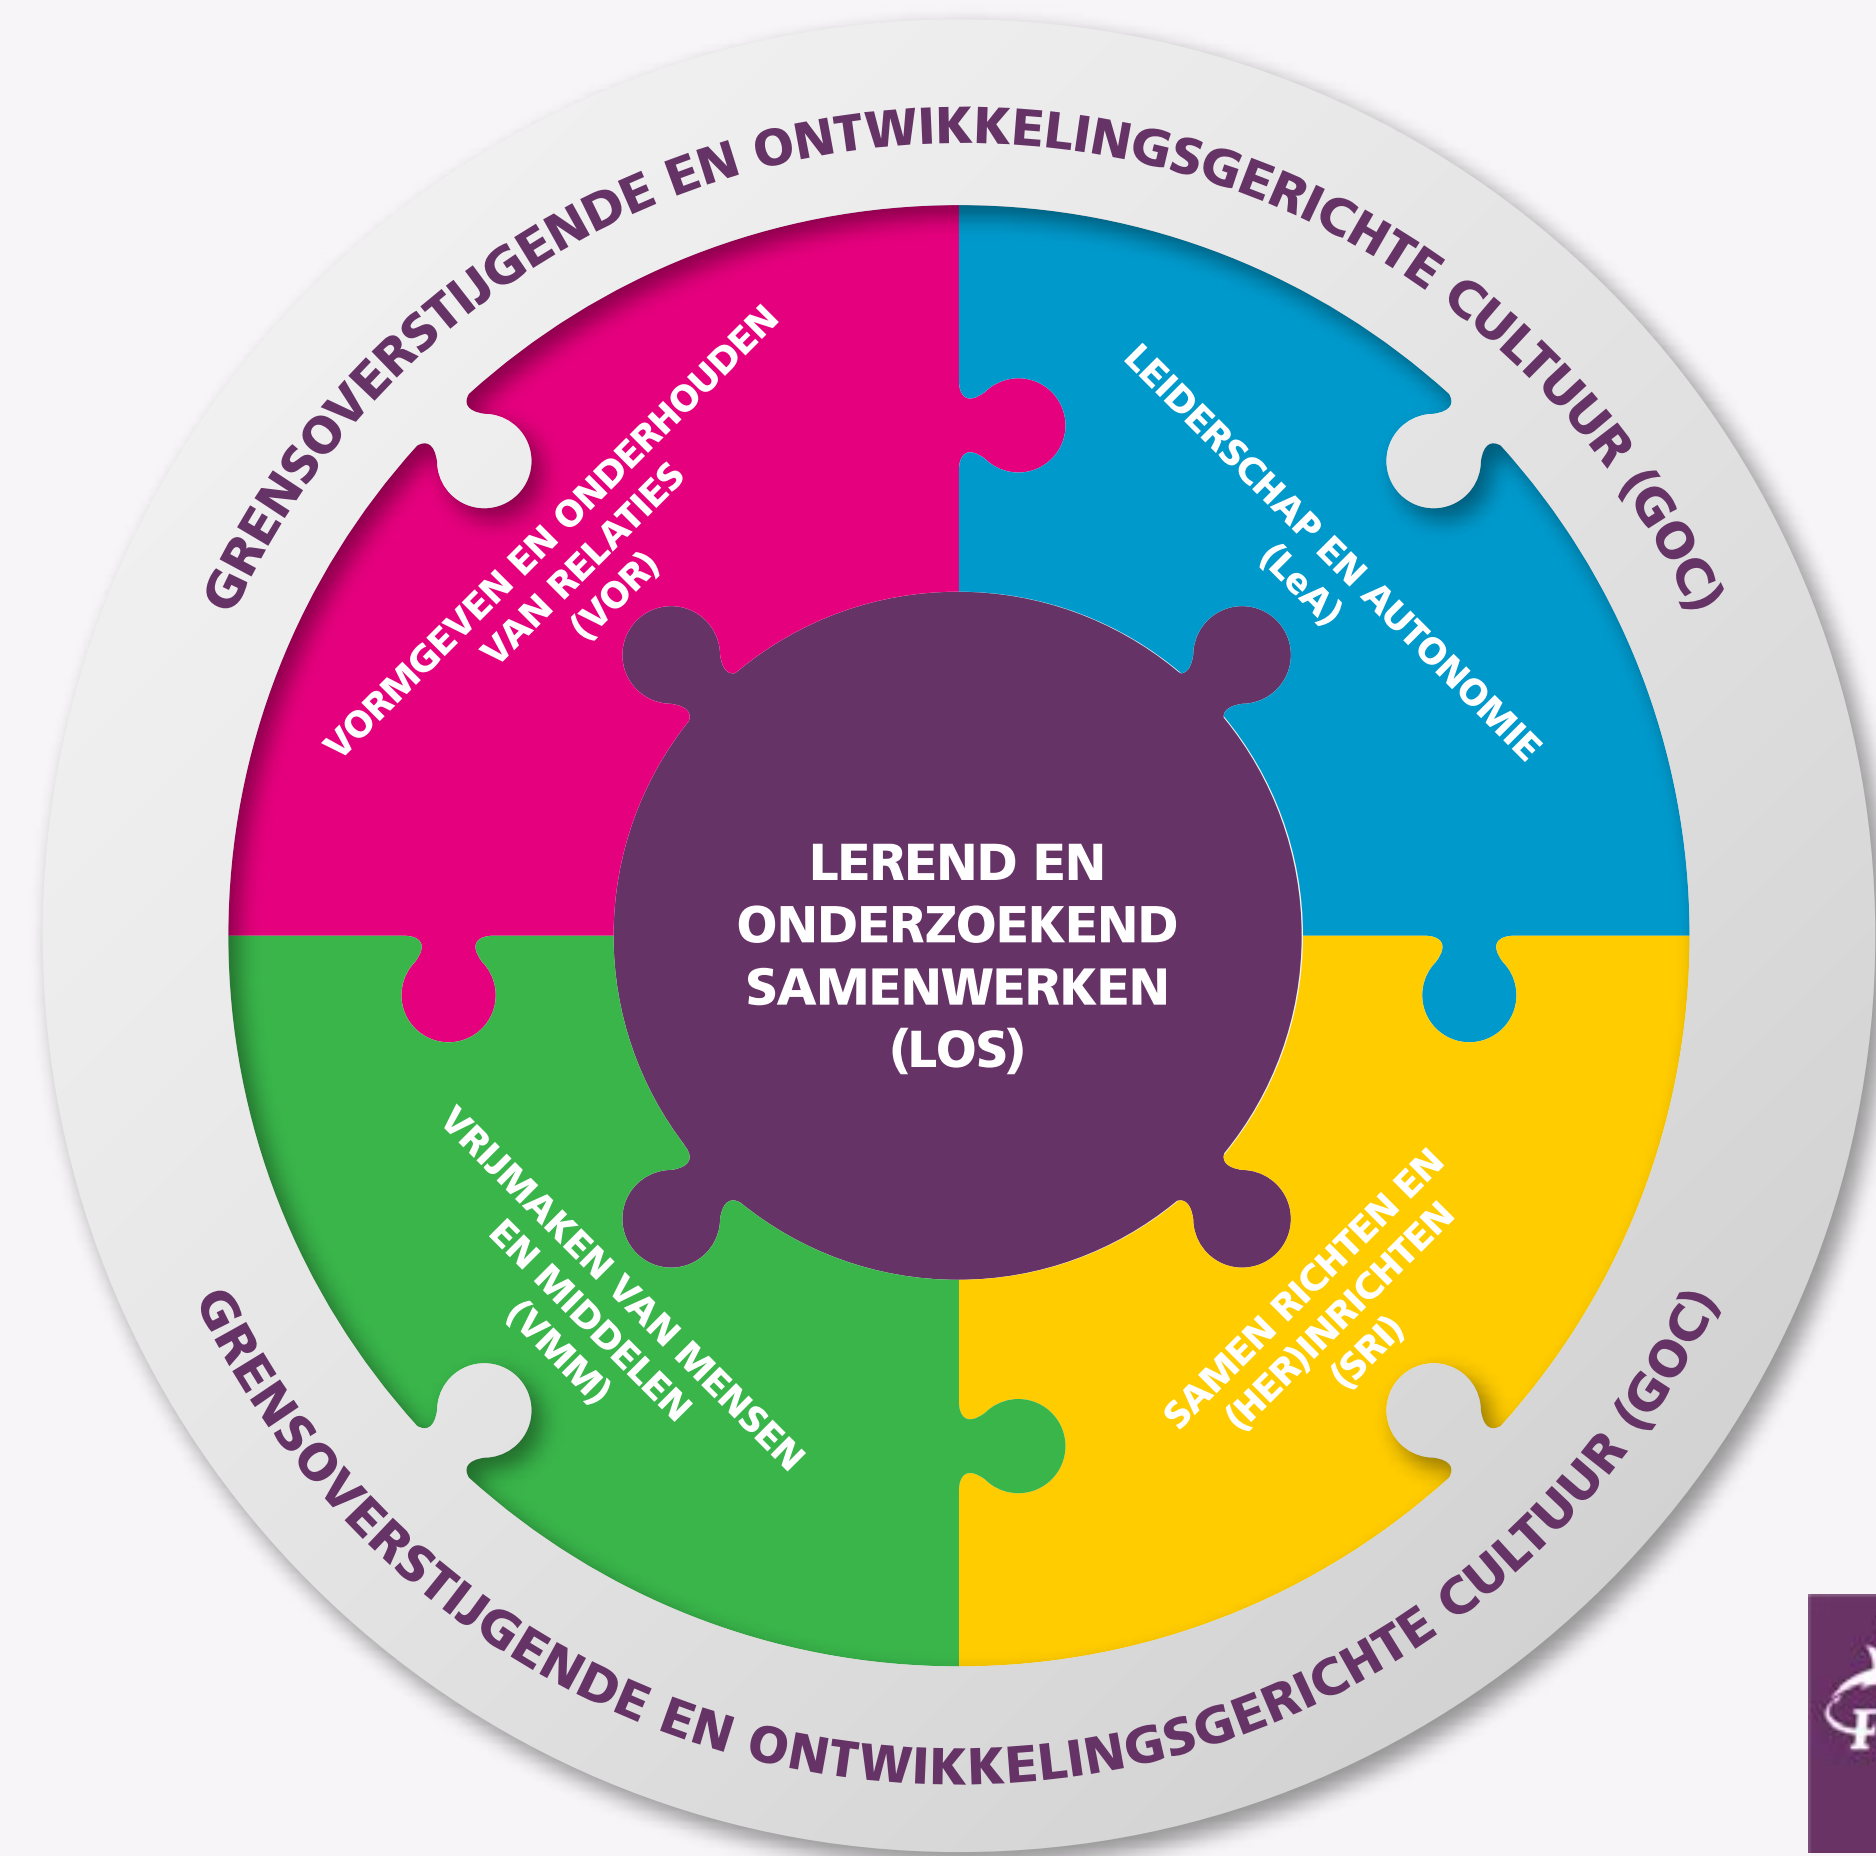 GRENSOVERSTIJGENDE EN ONTWIKKELINGSGERICHTE CULTUUR (GOC)
VORMGEVEN EN ONDERHOUDEN
VAN RELATIES
(VOR)
LEIDERSCHAP EN AUTONOMIE
(LeA)
LEREND EN
ONDERZOEKEND
SAMENWERKEN
(LOS)
VRIJMAKEN VAN MENSEN
EN MIDDELEN
(VMM)
SAMEN RICHTEN EN
(HER)INRICHTEN
(SRI)
GRENSOVERSTIJGENDE EN ONTWIKKELINGSGERICHTE CULTUUR (GOC)